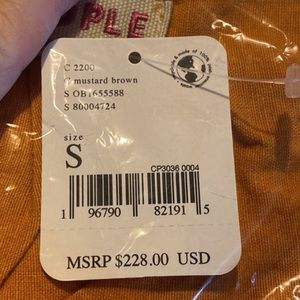 PLE
C 2200
mustard brown
S OB1655588
S 80004724
size
S
CP3036 0004
1 96790 82191 5
MSRP $228.00 USD